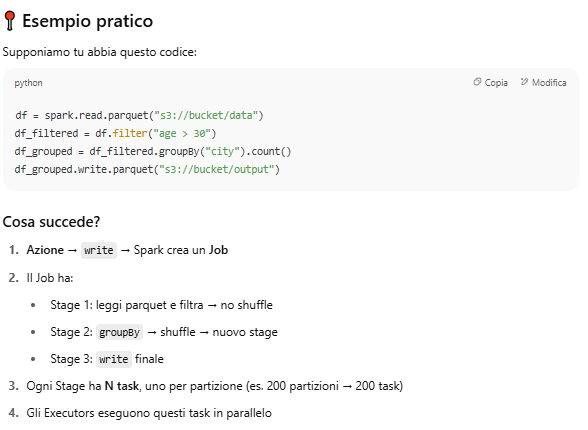 Esempio pratico
Supponiamo tu abbia questo codice:
python
Copia
Modifica
df = spark.read.parquet("s3://bucket/data")
df_filtered = df.filter("age > 30")
df_grouped = df_filtered.groupBy("city").count()
df_grouped.write.parquet("s3://bucket/output")
Cosa succede?
1. Azione → write → Spark crea un Job
2. Il Job ha:
• Stage 1: leggi parquet e filtra → no shuffle
• Stage 2: groupBy → shuffle → nuovo stage
• Stage 3: write finale
3. Ogni Stage ha N task, uno per partizione (es. 200 partizioni → 200 task)
4. Gli Executors eseguono questi task in parallelo